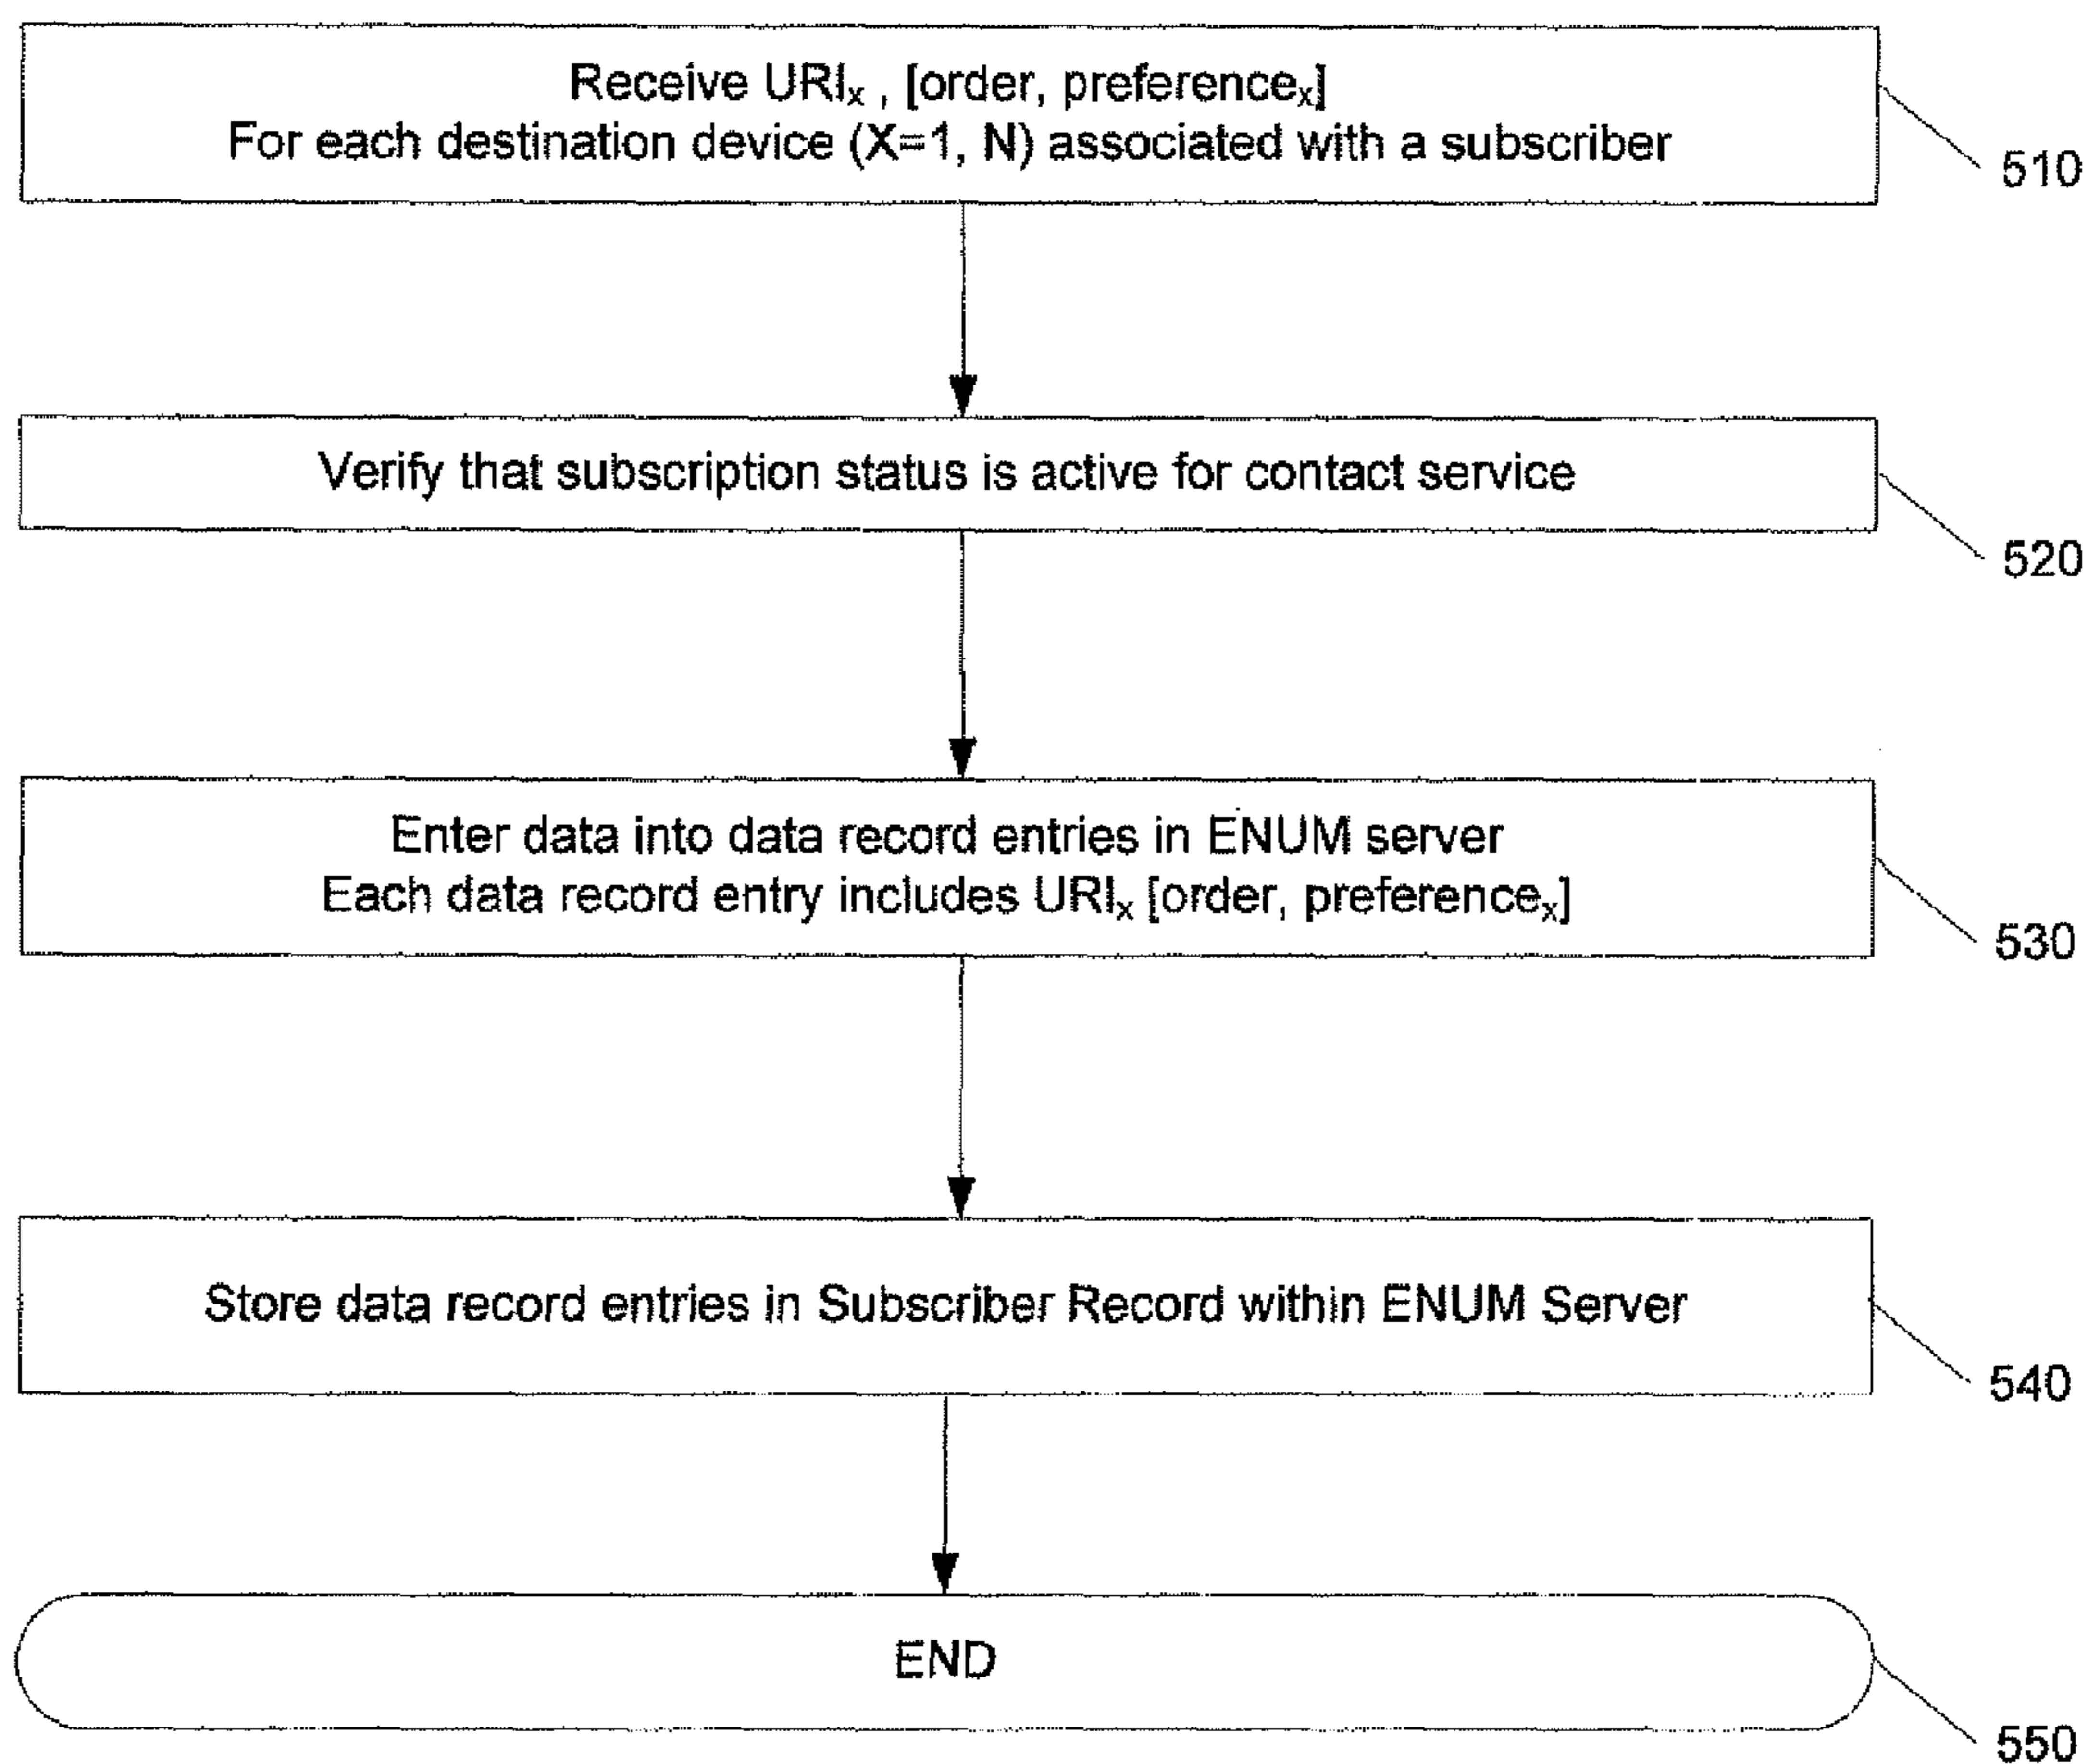 Receive URIₓ , [order, preferenceₓ]
For each destination device (X=1, N) associated with a subscriber
510
Verify that subscription status is active for contact service
520
Enter data into data record entries in ENUM server
Each data record entry includes URIₓ [order, preferenceₓ]
530
Store data record entries in Subscriber Record within ENUM Server
540
END
550